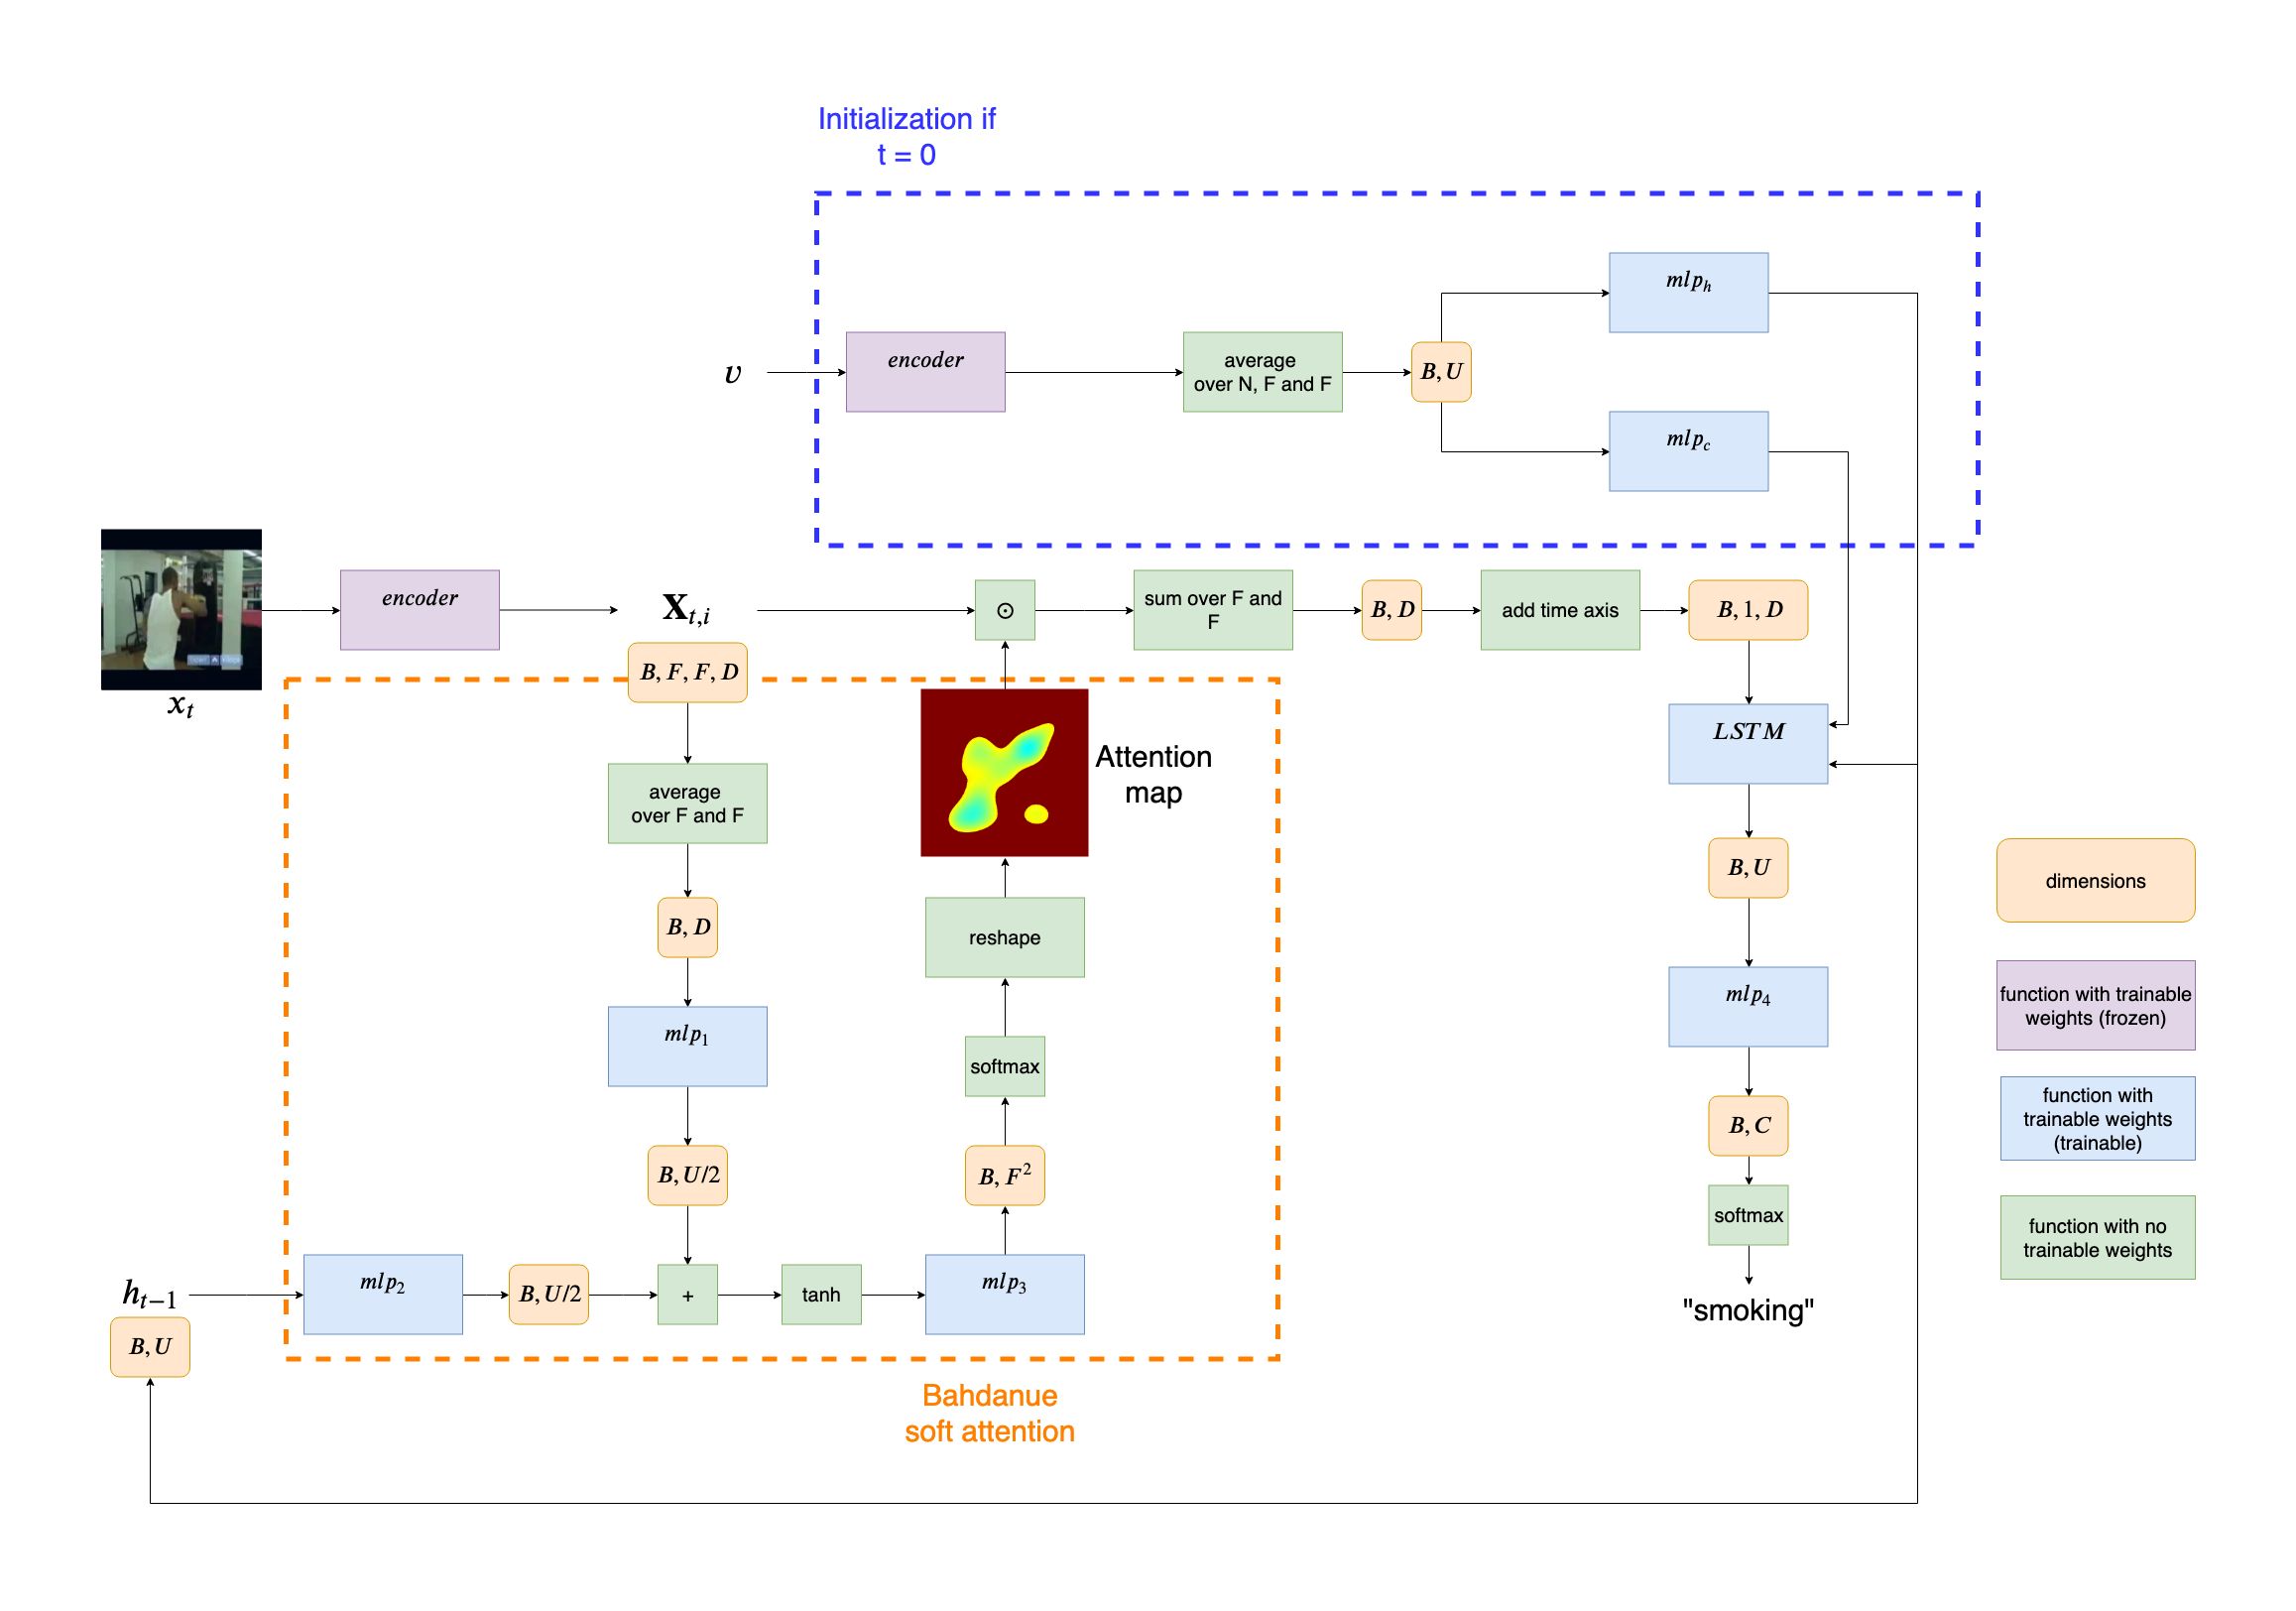 Initialization if
t = 0
mlp_h
v
encoder
average
over N, F and F
B, U
mlp_c
encoder
X_{t,i}
⊙
sum over F and
F
B, D
add time axis
B, 1, D
x_t
B, F, F, D
LSTM
Attention
map
average
over F and F
B, U
dimensions
B, D
reshape
function with trainable
weights (frozen)
mlp_1
softmax
mlp_4
function with
trainable weights
(trainable)
B, U/2
B, F^2
B, C
softmax
function with no
trainable weights
h_{t−1}
mlp_2
B, U/2
+
tanh
mlp_3
"smoking"
B, U
Bahdanue
soft attention